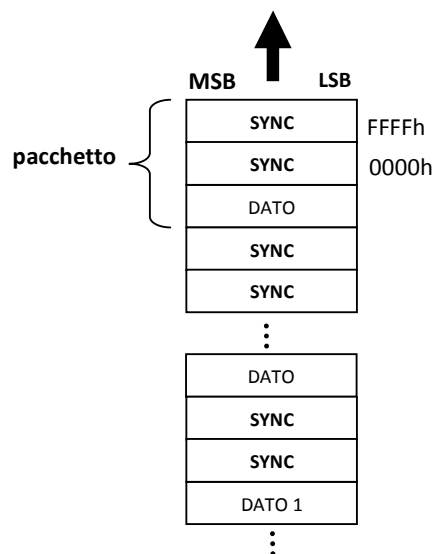 MSB LSB
SYNC FFFFh
pacchetto SYNC 0000h
DATO
SYNC
SYNC
DATO
SYNC
SYNC
DATO 1